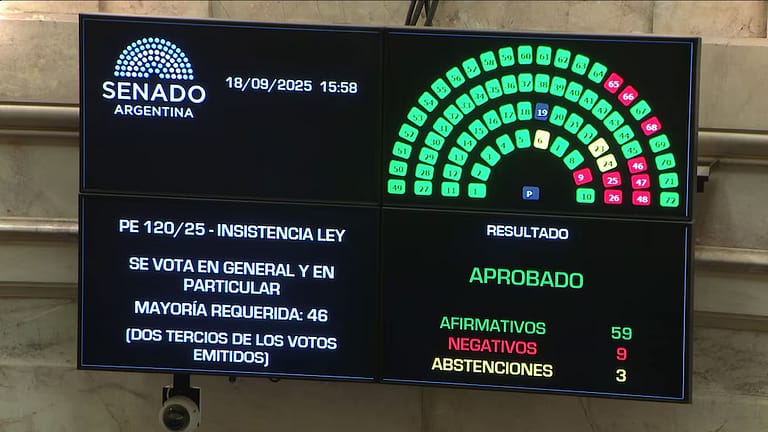 SENADO
ARGENTINA
18/09/2025 15:58
PE 120/25 - INSISTENCIA LEY
SE VOTA EN GENERAL Y EN
PARTICULAR
MAYORÍA REQUERIDA: 46
(DOS TERCIOS DE LOS VOTOS
EMITIDOS)
P
RESULTADO
APROBADO
AFIRMATIVOS 59
NEGATIVOS 9
ABSTENCIONES 3